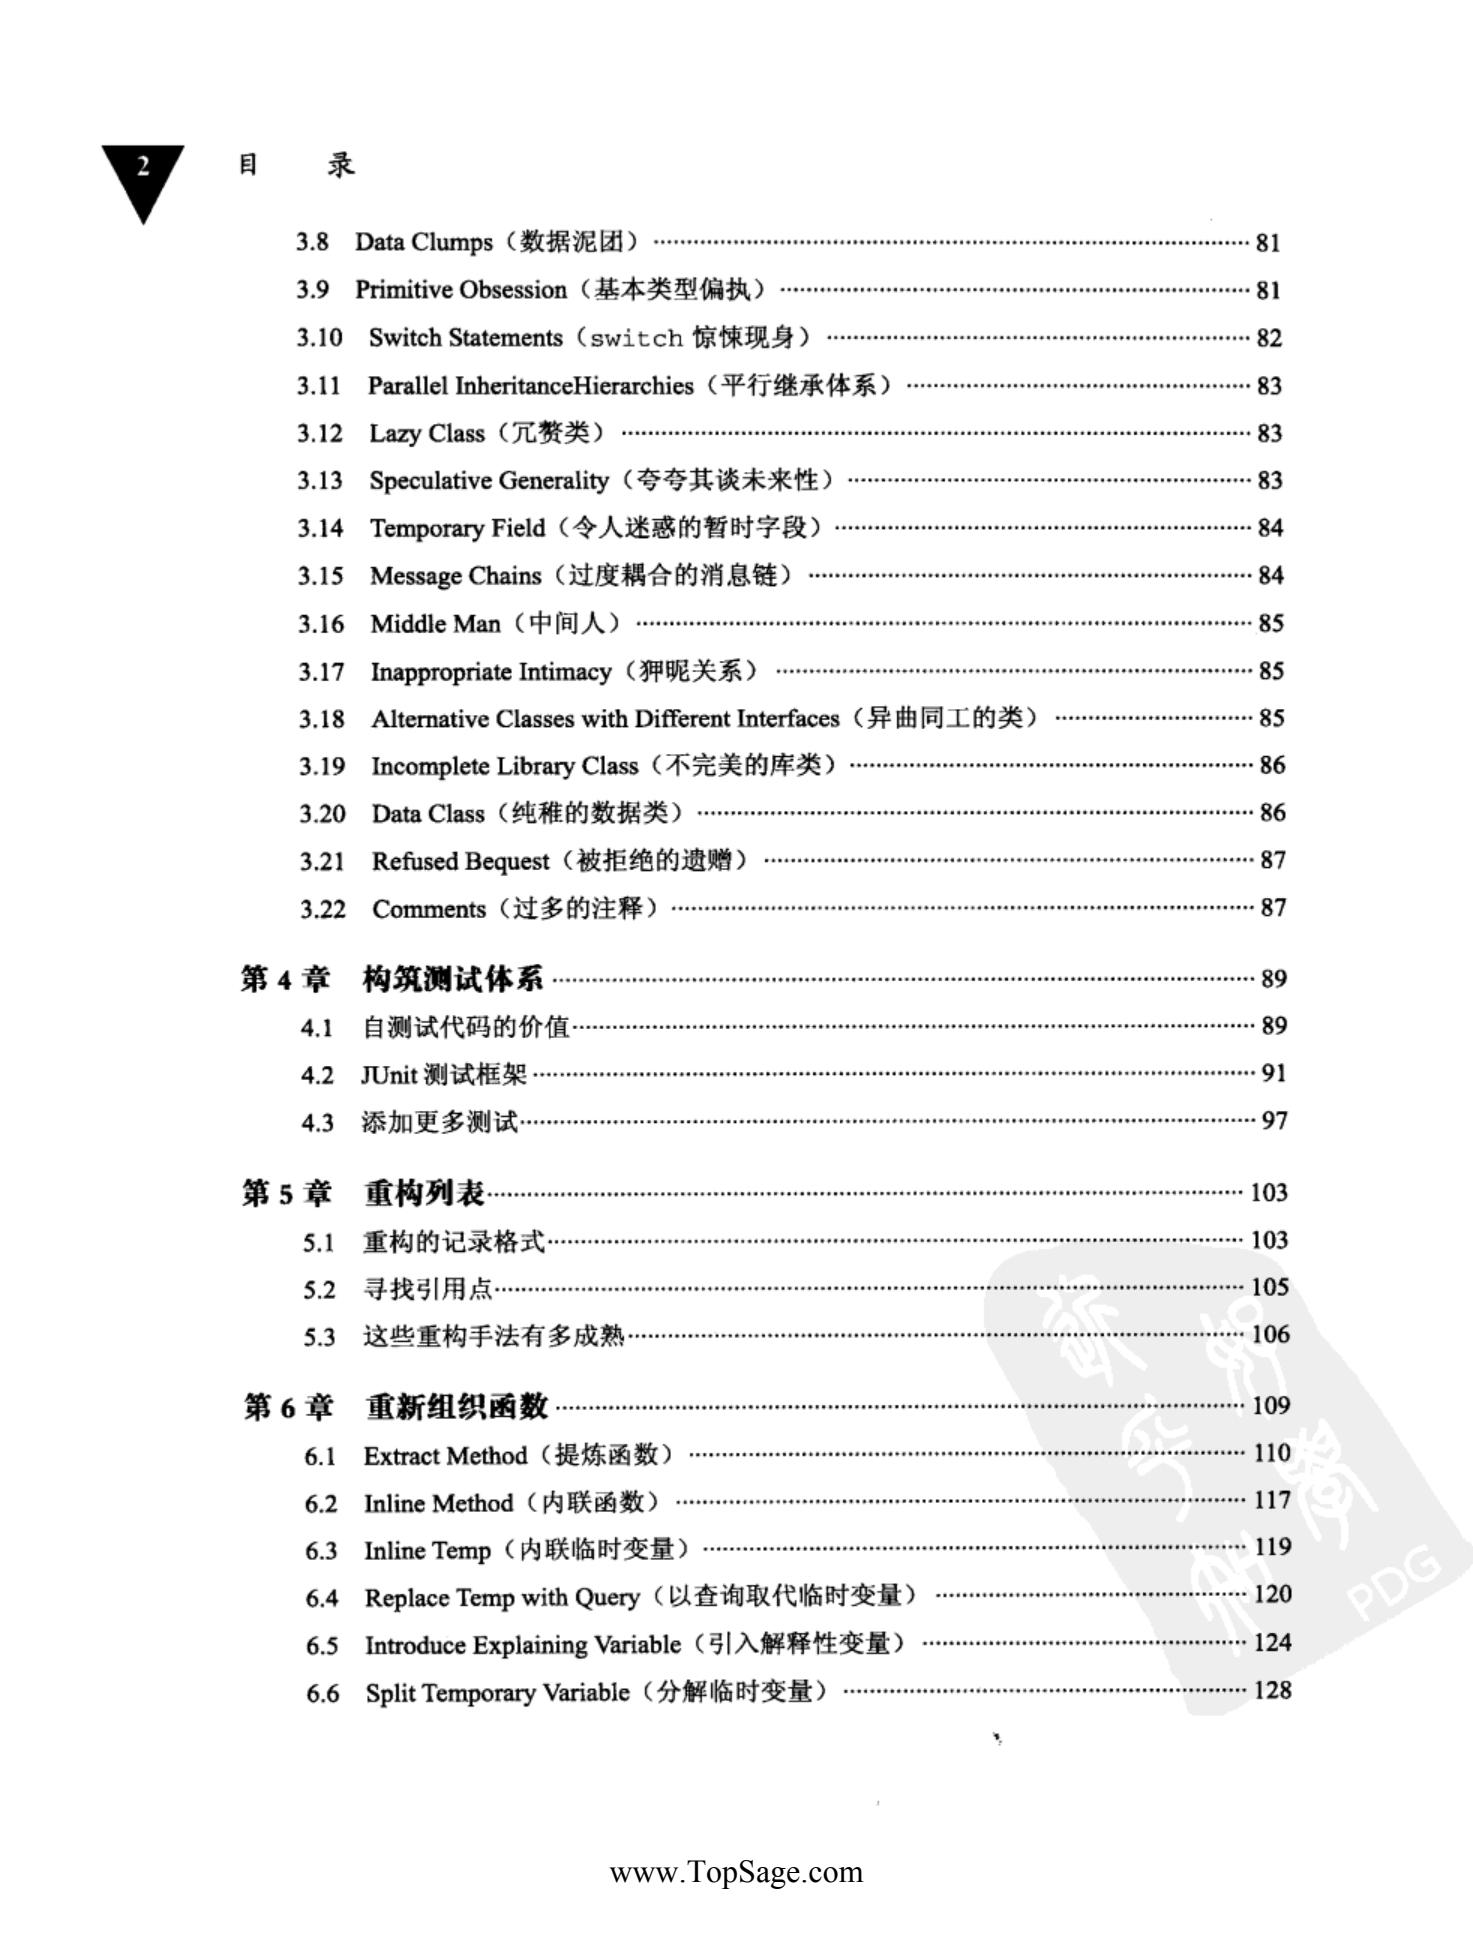 2
目 录
3.8 Data Clumps（数据泥团） 81
3.9 Primitive Obsession（基本类型偏执） 81
3.10 Switch Statements（switch 惊悚现身） 82
3.11 Parallel InheritanceHierarchies（平行继承体系） 83
3.12 Lazy Class（冗赘类） 83
3.13 Speculative Generality（夸夸其谈未来性） 83
3.14 Temporary Field（令人迷惑的暂时字段） 84
3.15 Message Chains（过度耦合的消息链） 84
3.16 Middle Man（中间人） 85
3.17 Inappropriate Intimacy（狎昵关系） 85
3.18 Alternative Classes with Different Interfaces（异曲同工的类） 85
3.19 Incomplete Library Class（不完美的库类） 86
3.20 Data Class（纯稚的数据类） 86
3.21 Refused Bequest（被拒绝的遗赠） 87
3.22 Comments（过多的注释） 87
第 4 章 构筑测试体系 89
4.1 自测试代码的价值 89
4.2 JUnit 测试框架 91
4.3 添加更多测试 97
第 5 章 重构列表 103
5.1 重构的记录格式 103
5.2 寻找引用点 105
5.3 这些重构手法有多成熟 106
第 6 章 重新组织函数 109
6.1 Extract Method（提炼函数） 110
6.2 Inline Method（内联函数） 117
6.3 Inline Temp（内联临时变量） 119
6.4 Replace Temp with Query（以查询取代临时变量） 120
6.5 Introduce Explaining Variable（引入解释性变量） 124
6.6 Split Temporary Variable（分解临时变量） 128
PDG
www.TopSage.com